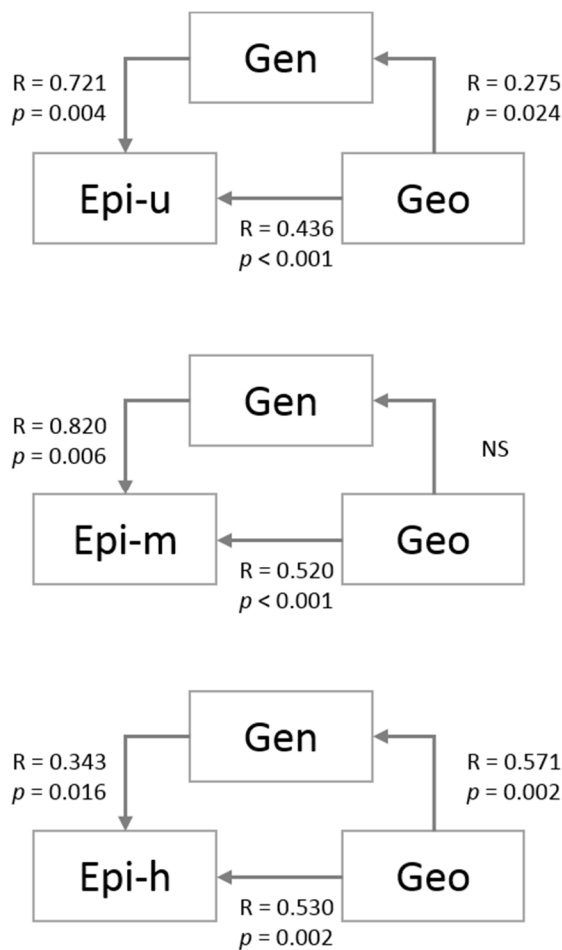 Gen
R = 0.721
p = 0.004
R = 0.275
p = 0.024
Epi-u
Geo
R = 0.436
p < 0.001
Gen
R = 0.820
p = 0.006
NS
Epi-m
Geo
R = 0.520
p < 0.001
Gen
R = 0.343
p = 0.016
R = 0.571
p = 0.002
Epi-h
Geo
R = 0.530
p = 0.002